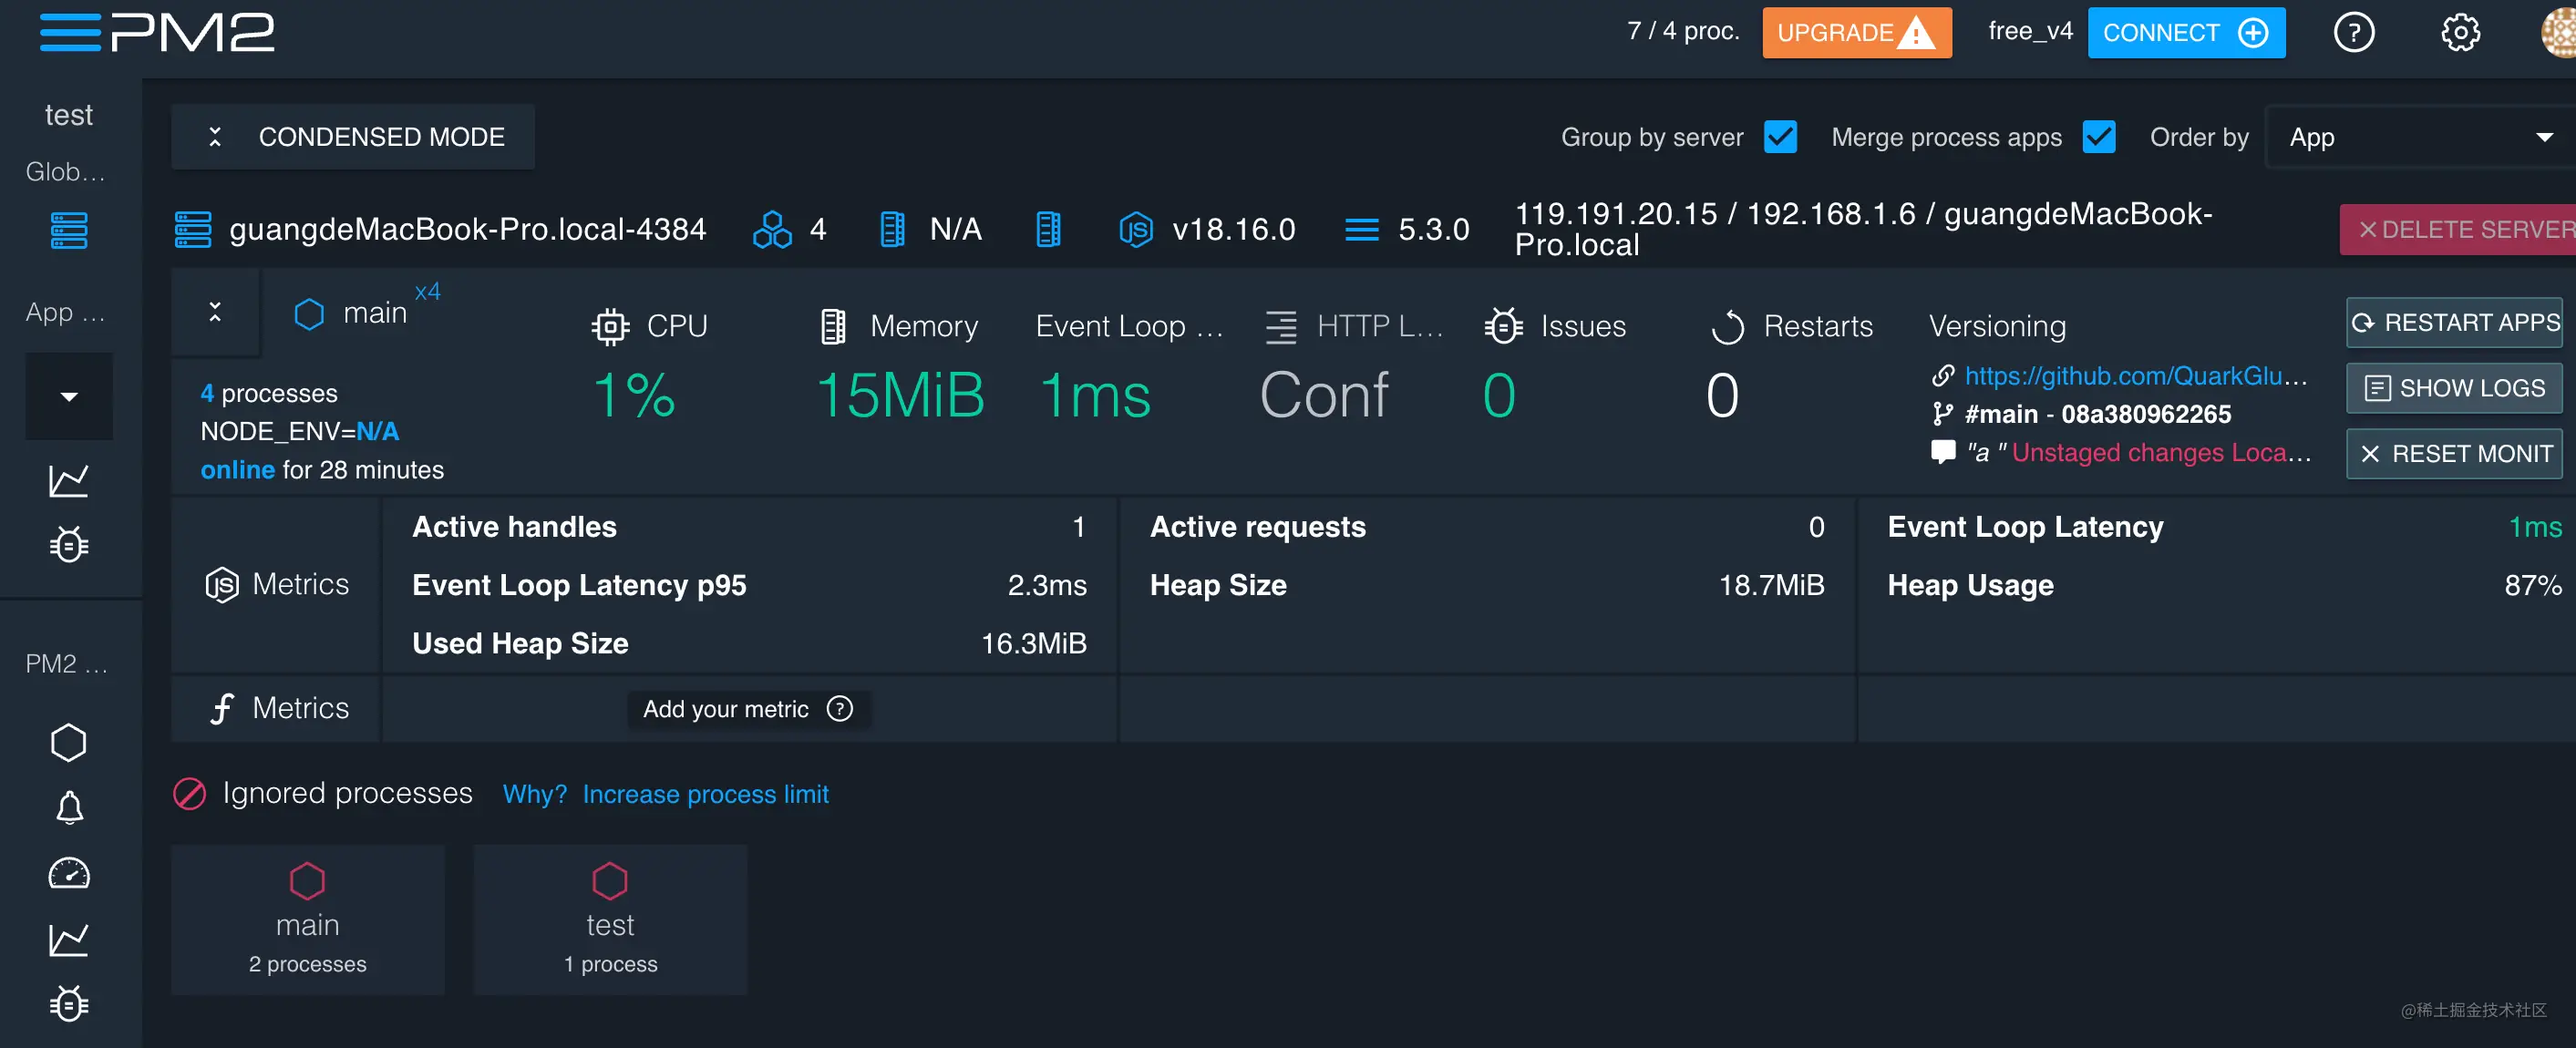 PM2
7 / 4 proc.
UPGRADE
free_v4
CONNECT
test
Glob...
App ...
PM2 ...
CONDENSED MODE
Group by server
Merge process apps
Order by
App
guangdeMacBook-Pro.local-4384
4
N/A
v18.16.0
5.3.0
119.191.20.15 / 192.168.1.6 / guangdeMacBook-
Pro.local
DELETE SERVER
main x4
4 processes
NODE_ENV=N/A
online for 28 minutes
CPU
1%
Memory
15MiB
Event Loop ...
1ms
HTTP L...
Conf
Issues
0
Restarts
0
Versioning
https://github.com/QuarkGlu...
#main - 08a380962265
"a " Unstaged changes Loca...
RESTART APPS
SHOW LOGS
RESET MONIT
JS Metrics
Active handles 1
Event Loop Latency p95 2.3ms
Used Heap Size 16.3MiB
Active requests 0
Heap Size 18.7MiB
Event Loop Latency 1ms
Heap Usage 87%
Metrics
Add your metric
Ignored processes Why? Increase process limit
main
2 processes
test
1 process
@稀土掘金技术社区